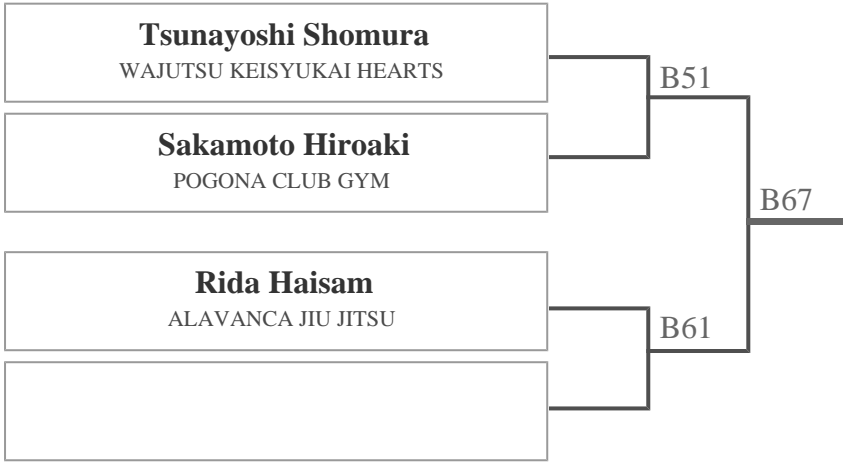 Tsunayoshi Shomura
WAJUTSU KEISYUKAI HEARTS
B51
Sakamoto Hiroaki
POGONA CLUB GYM
B67
Rida Haisam
ALAVANCA JIU JITSU
B61